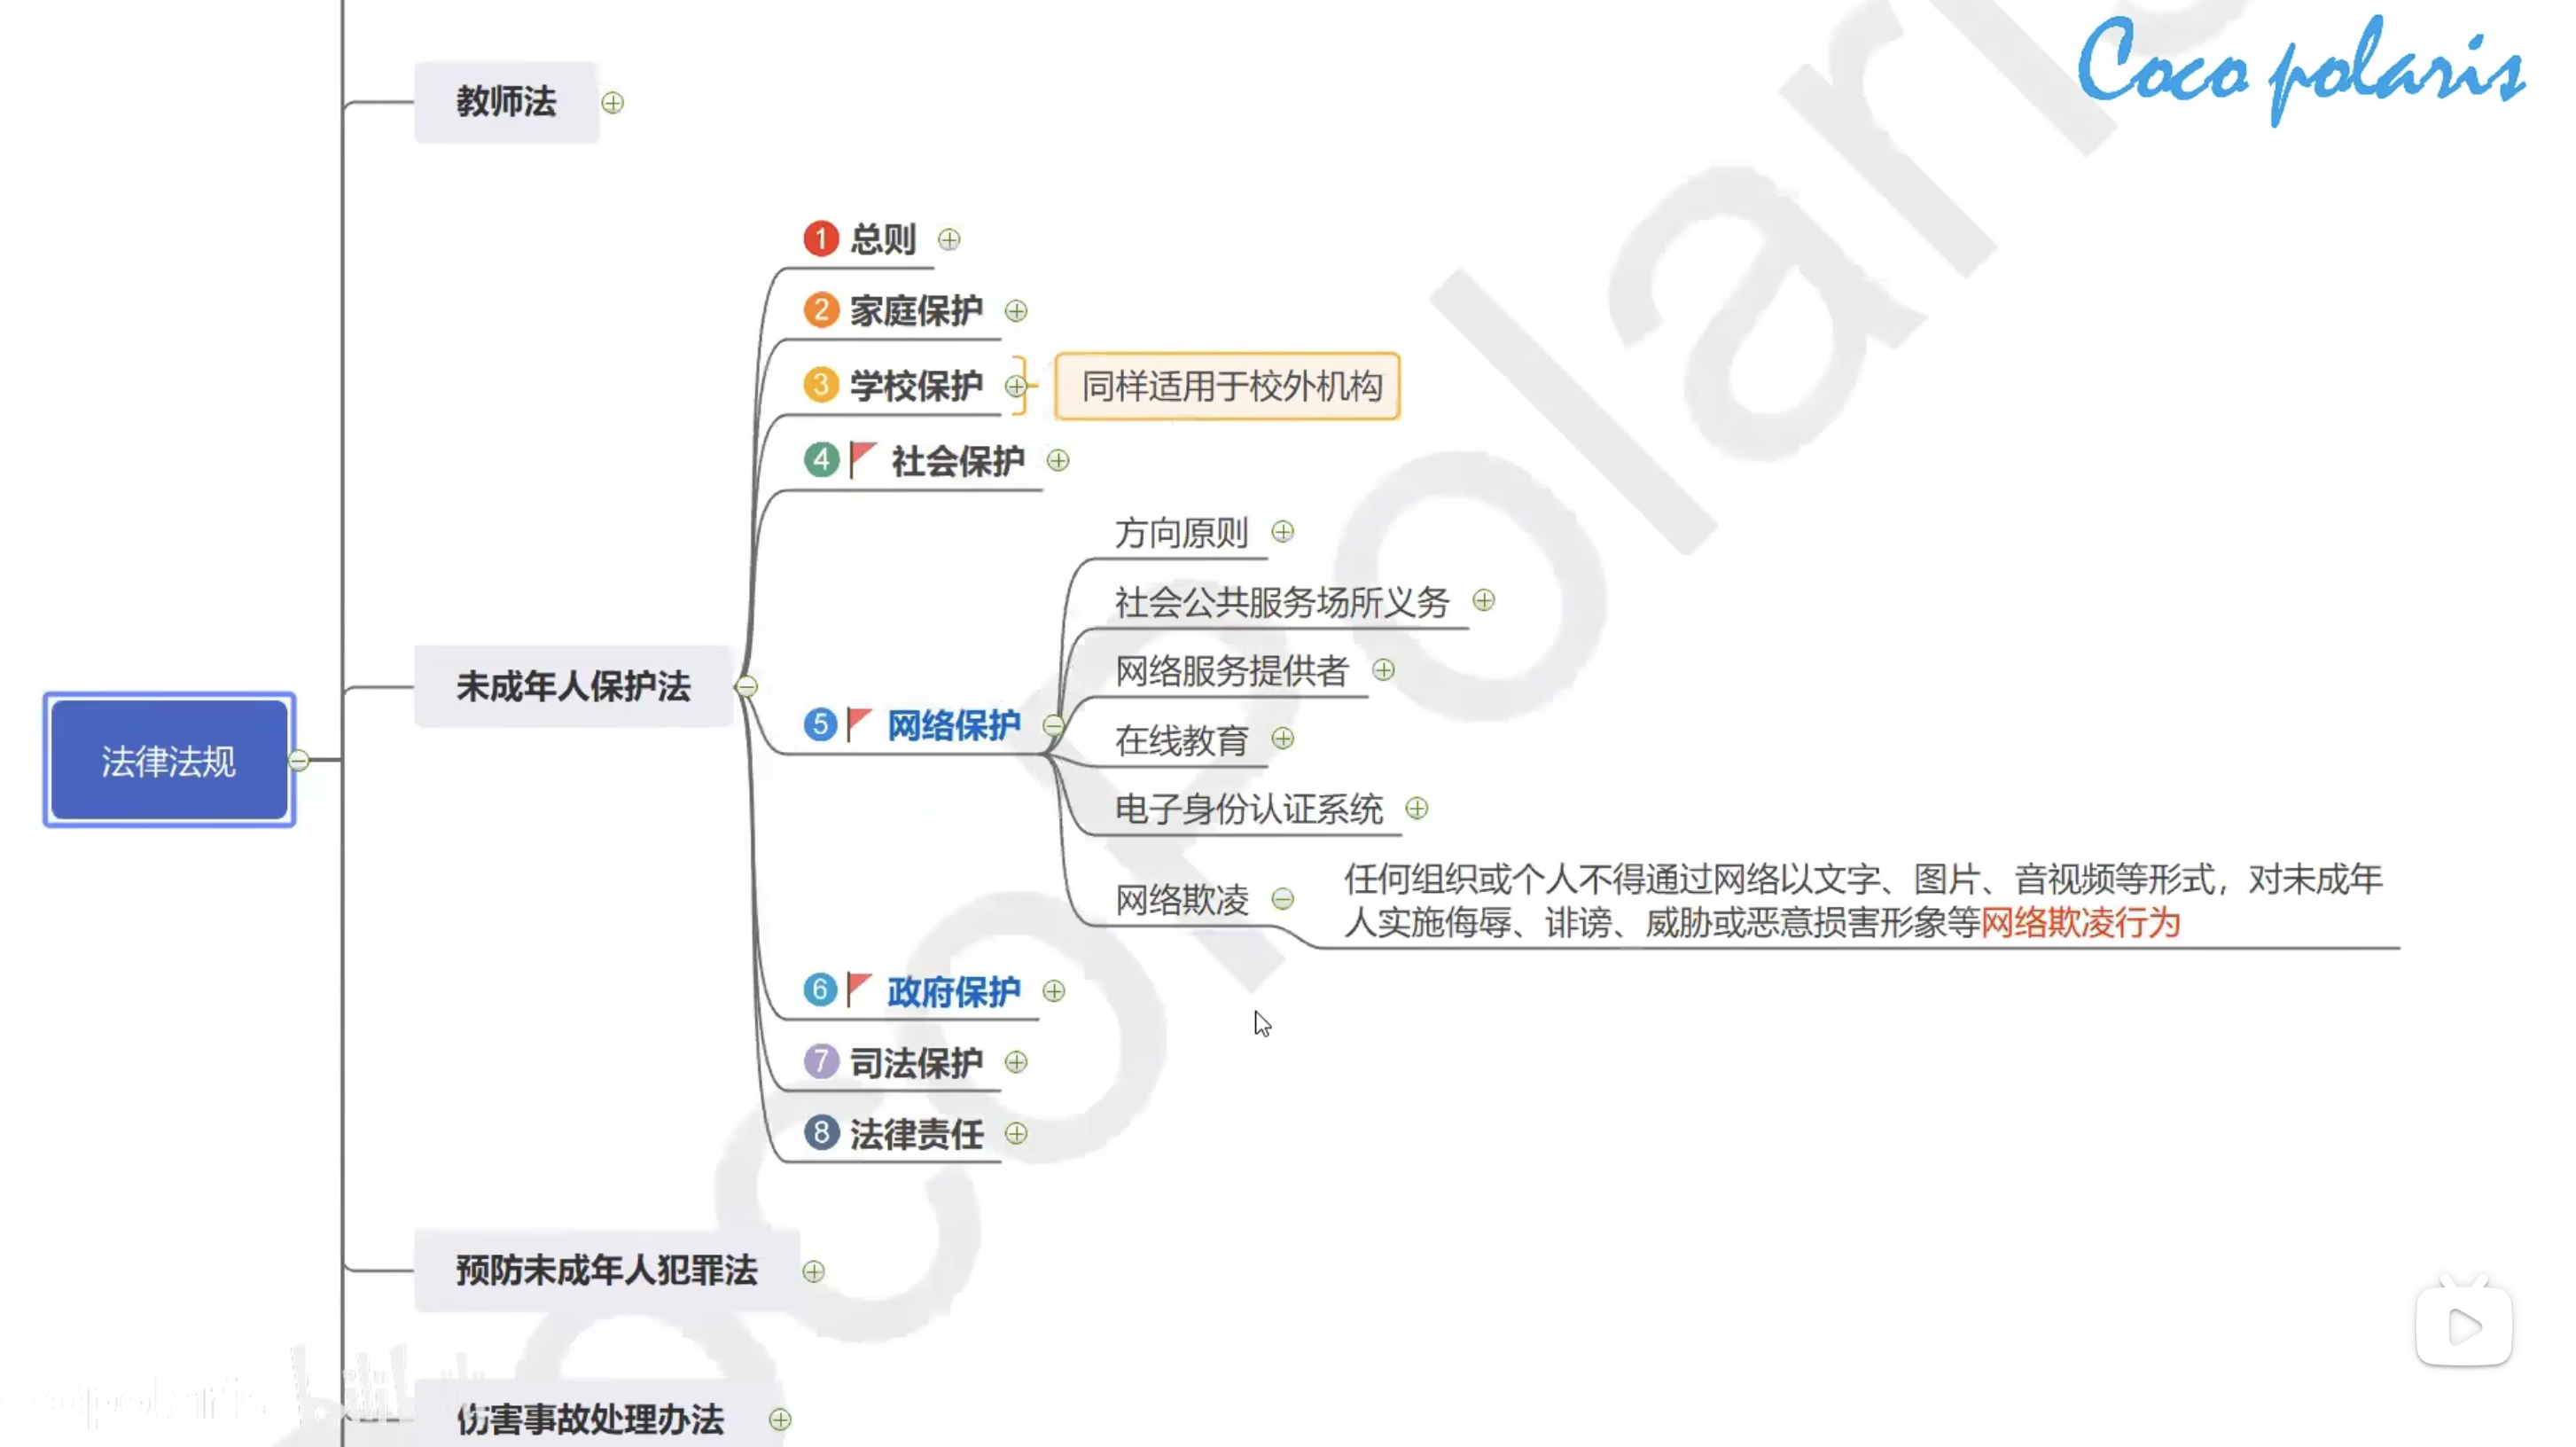 Coco polaris
教师法
1 总则
2 家庭保护
3 学校保护
同样适用于校外机构
4 社会保护
方向原则
社会公共服务场所义务
网络服务提供者
未成年人保护法
5 网络保护
在线教育
法律法规
电子身份认证系统
网络欺凌
任何组织或个人不得通过网络以文字、图片、音视频等形式，对未成年
人实施侮辱、诽谤、威胁或恶意损害形象等网络欺凌行为
6 政府保护
7 司法保护
8 法律责任
预防未成年人犯罪法
伤害事故处理办法
cocopolaris
bilibili